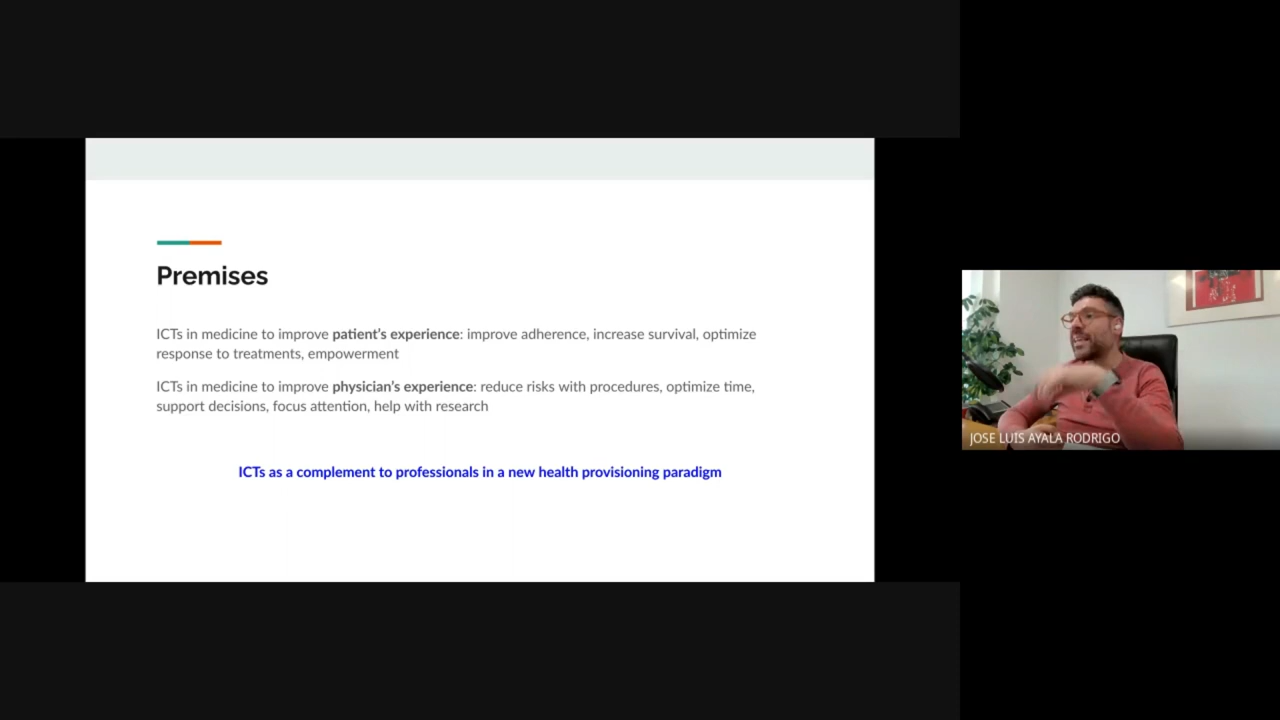 Premises
ICTs in medicine to improve patient's experience: improve adherence, increase survival, optimize
response to treatments, empowerment
ICTs in medicine to improve physician's experience: reduce risks with procedures, optimize time,
support decisions, focus attention, help with research
ICTs as a complement to professionals in a new health provisioning paradigm
JOSE LUIS AYALA RODRIGO